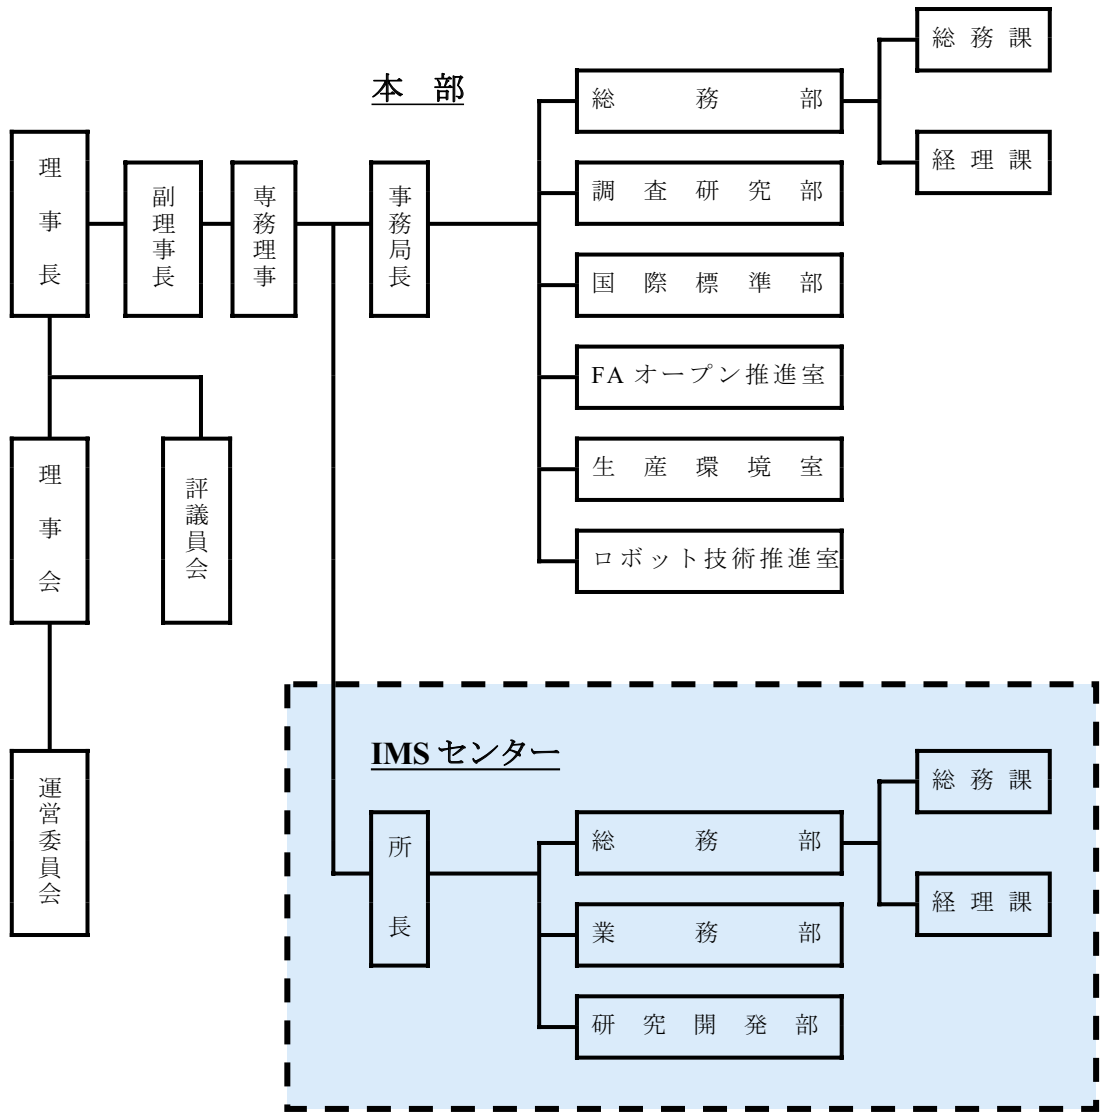 本 部
理事長
副理事長
専務理事
事務局長
総務部
総務課
経理課
調査研究部
国際標準部
FAオープン推進室
生産環境室
ロボット技術推進室
理事会
評議員会
運営委員会
IMSセンター
所長
総務部
総務課
経理課
業務部
研究開発部